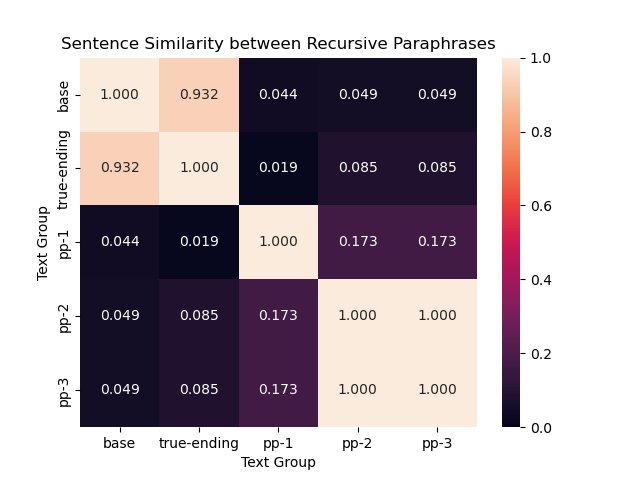 Sentence Similarity between Recursive Paraphrases
base 1.000 0.932 0.044 0.049 0.049
true-ending 0.932 1.000 0.019 0.085 0.085
pp-1 0.044 0.019 1.000 0.173 0.173
pp-2 0.049 0.085 0.173 1.000 1.000
pp-3 0.049 0.085 0.173 1.000 1.000
base true-ending pp-1 pp-2 pp-3
Text Group
Text Group
1.0
0.8
0.6
0.4
0.2
0.0